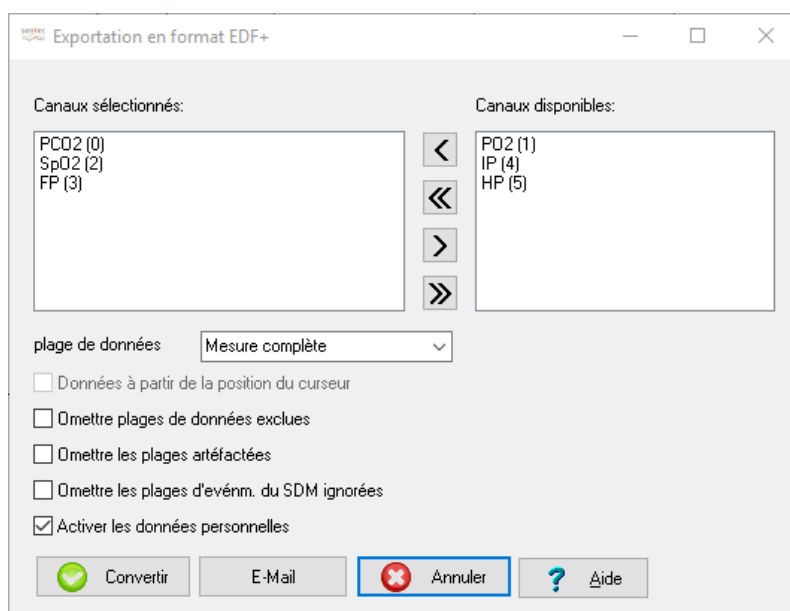 Exportation en format EDF+
Canaux sélectionnés:
Canaux disponibles:
PCO2 (0)
SpO2 (2)
FP (3)
PO2 (1)
IP (4)
HP (5)
plage de données
Mesure complète
Données à partir de la position du curseur
Omettre plages de données exclues
Omettre les plages artéfactées
Omettre les plages d'evénm. du SDM ignorées
Activer les données personnelles
Convertir
E-Mail
Annuler
Aide